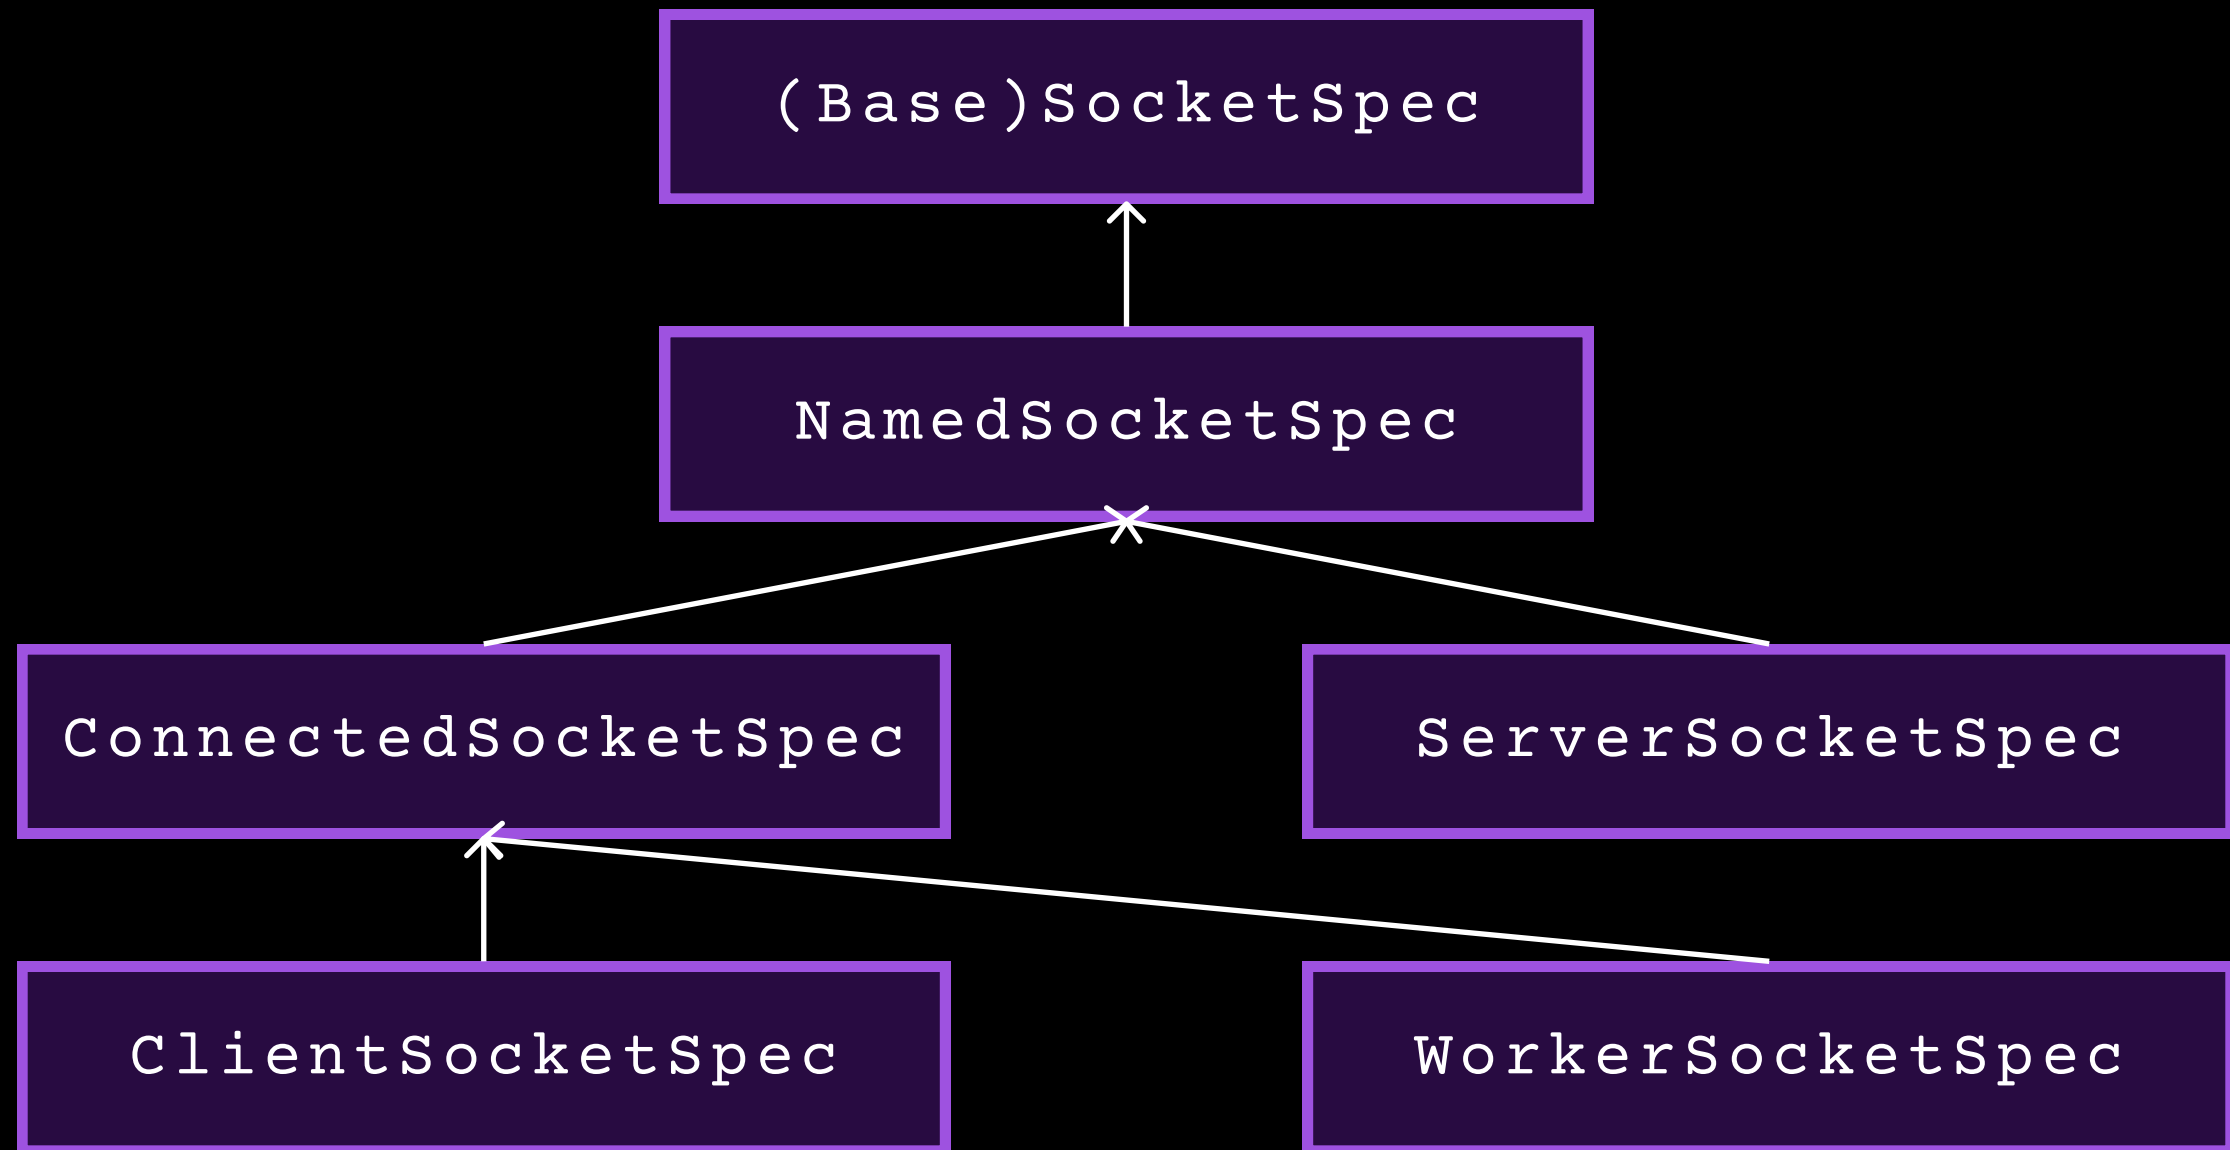 (Base)SocketSpec
NamedSocketSpec
ConnectedSocketSpec
ServerSocketSpec
ClientSocketSpec
WorkerSocketSpec